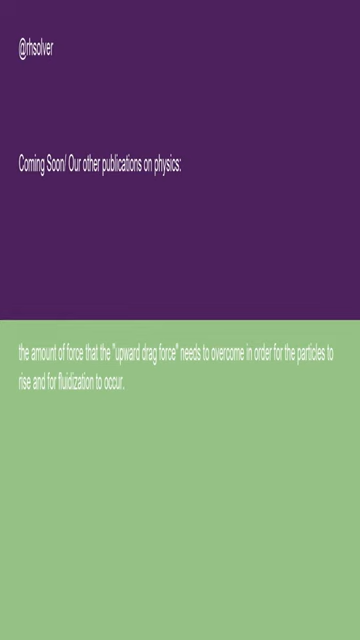 @rhsolver
Coming Soon/ Our other publications on physics:
the amount of force that the "upward drag force" needs to overcome in order for the particles to
rise and for fluidization to occur.